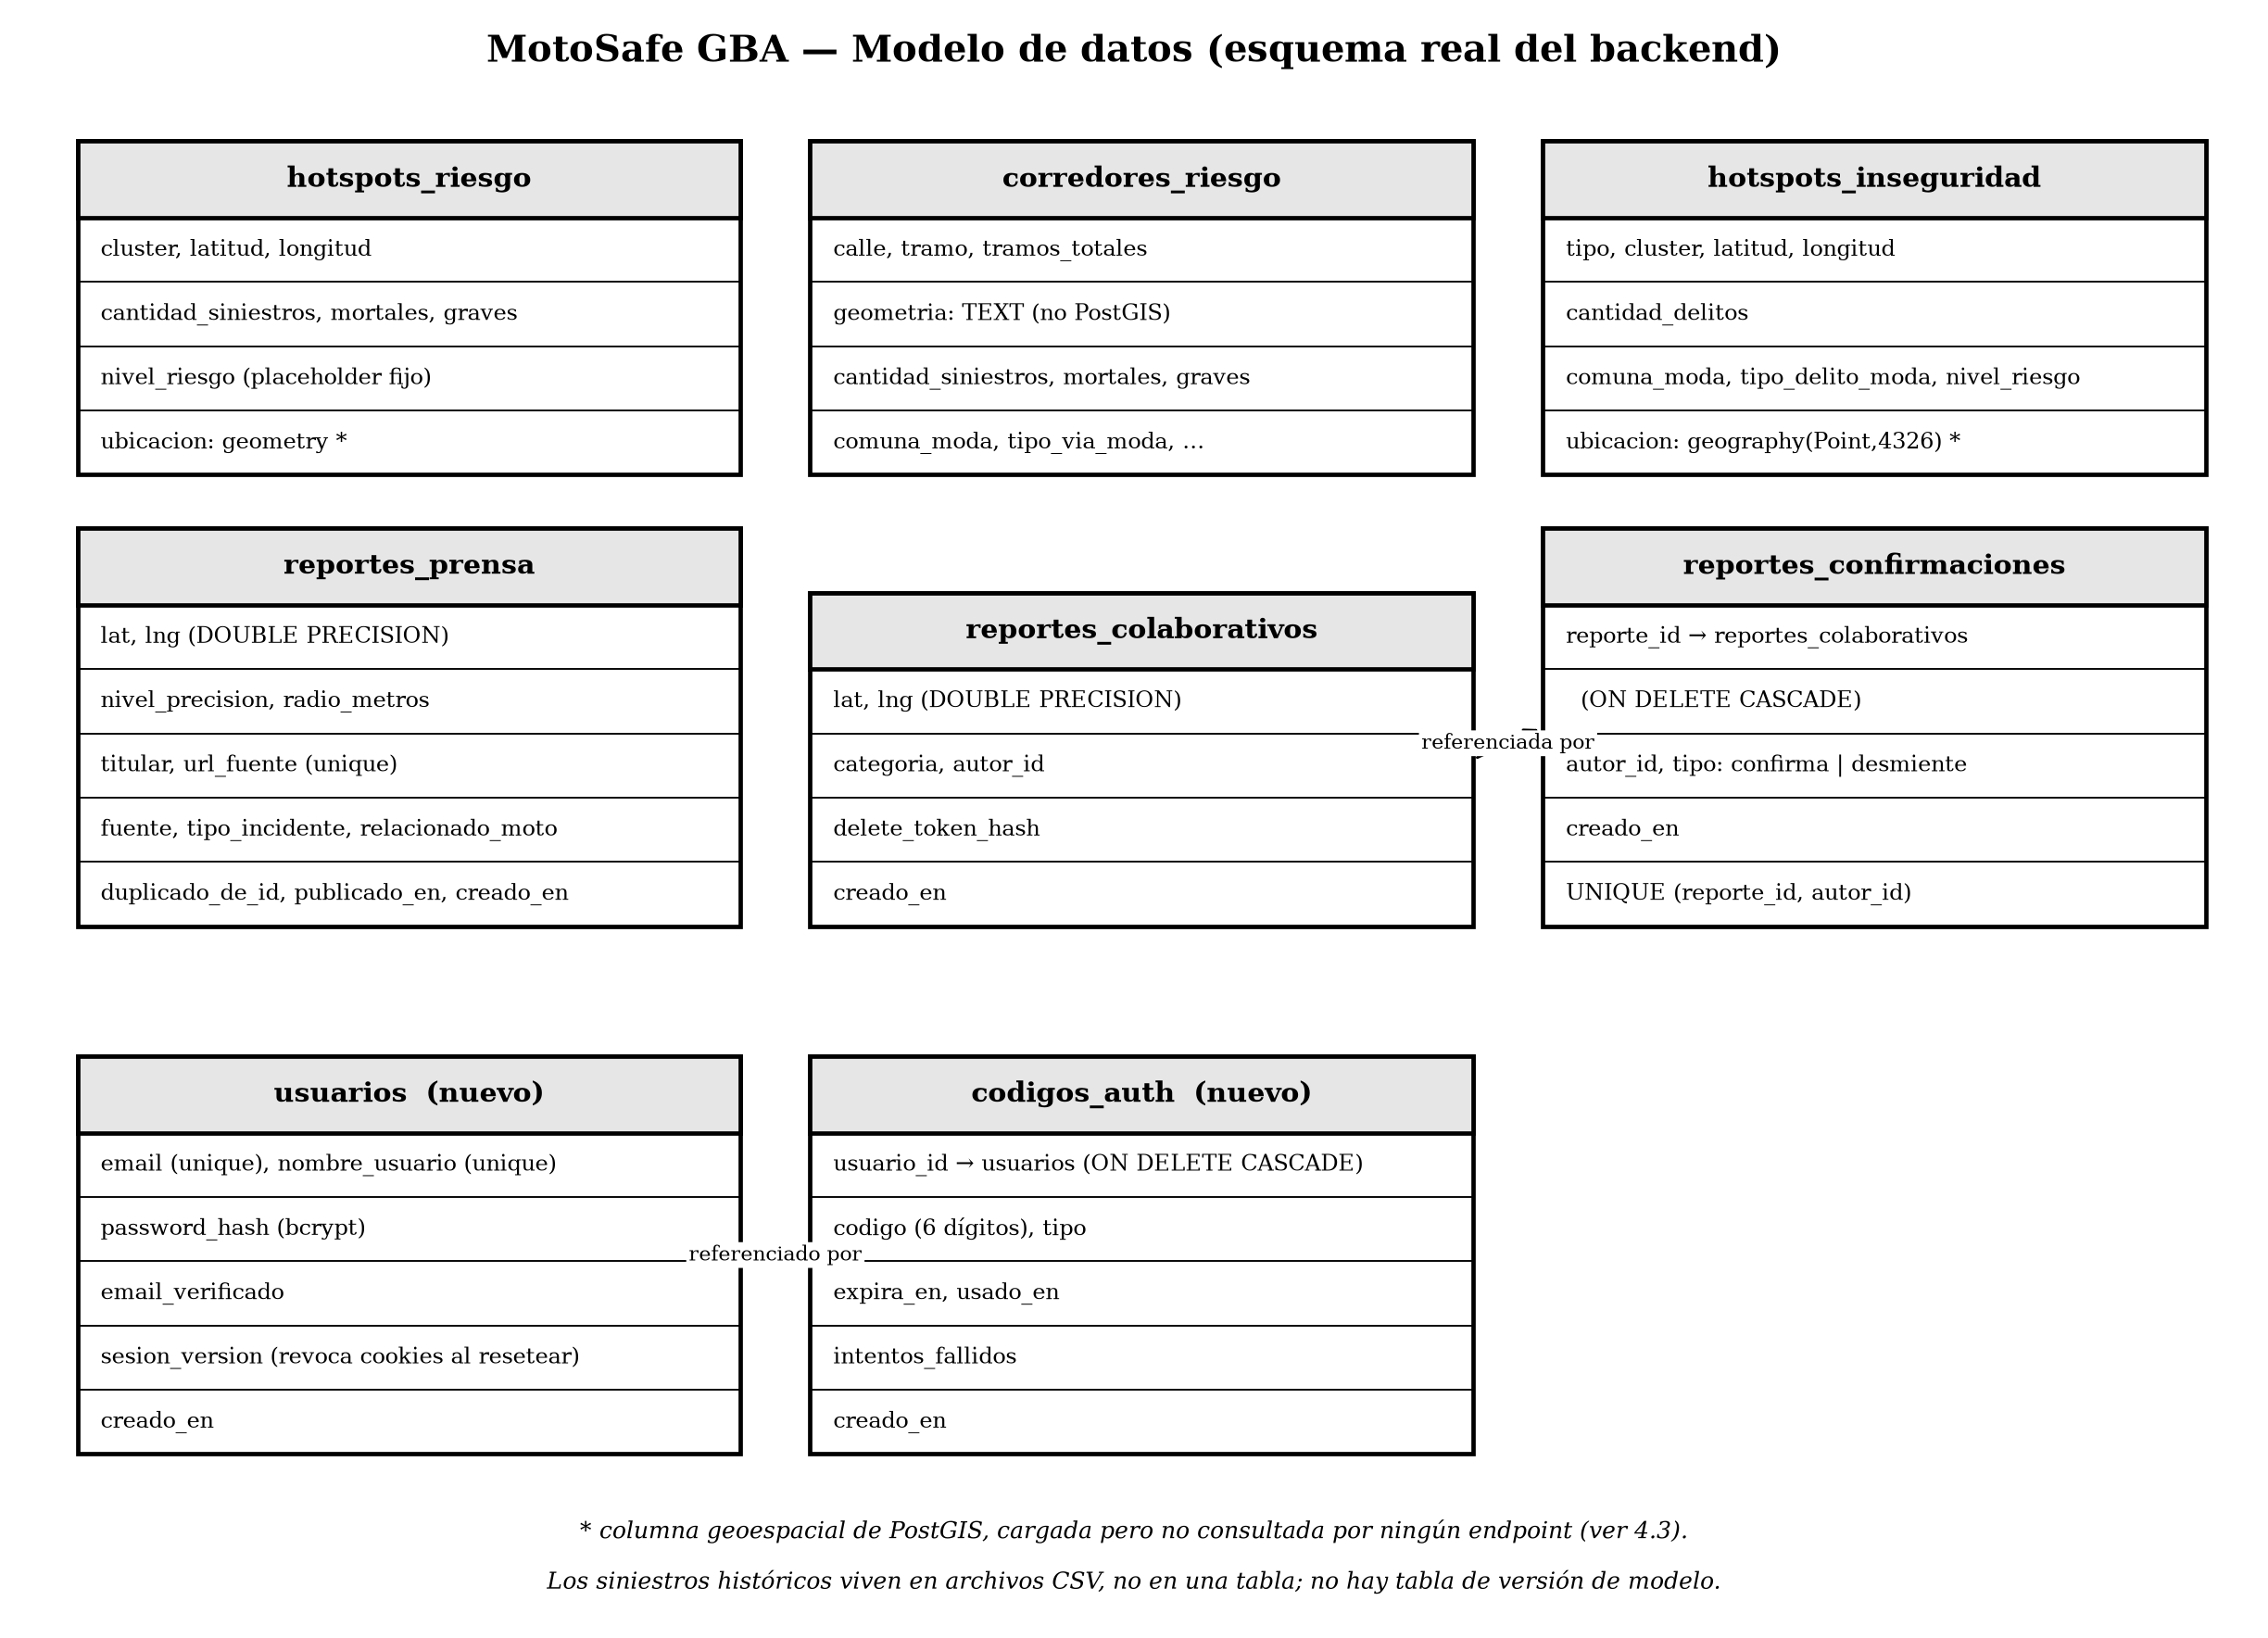 MotoSafe GBA — Modelo de datos (esquema real del backend)
hotspots_riesgo
cluster, latitud, longitud
cantidad_siniestros, mortales, graves
nivel_riesgo (placeholder fijo)
ubicacion: geometry *
corredores_riesgo
calle, tramo, tramos_totales
geometria: TEXT (no PostGIS)
cantidad_siniestros, mortales, graves
comuna_moda, tipo_via_moda, ...
hotspots_inseguridad
tipo, cluster, latitud, longitud
cantidad_delitos
comuna_moda, tipo_delito_moda, nivel_riesgo
ubicacion: geography(Point,4326) *
reportes_prensa
lat, lng (DOUBLE PRECISION)
nivel_precision, radio_metros
titular, url_fuente (unique)
fuente, tipo_incidente, relacionado_moto
duplicado_de_id, publicado_en, creado_en
reportes_colaborativos
lat, lng (DOUBLE PRECISION)
categoria, autor_id
delete_token_hash
creado_en
referenciada por
reportes_confirmaciones
reporte_id → reportes_colaborativos
(ON DELETE CASCADE)
autor_id, tipo: confirma | desmiente
creado_en
UNIQUE (reporte_id, autor_id)
usuarios (nuevo)
email (unique), nombre_usuario (unique)
password_hash (bcrypt)
email_verificado
sesion_version (revoca cookies al resetear)
creado_en
referenciado por
codigos_auth (nuevo)
usuario_id → usuarios (ON DELETE CASCADE)
codigo (6 dígitos), tipo
expira_en, usado_en
intentos_fallidos
creado_en
* columna geoespacial de PostGIS, cargada pero no consultada por ningún endpoint (ver 4.3).
Los siniestros históricos viven en archivos CSV, no en una tabla; no hay tabla de versión de modelo.